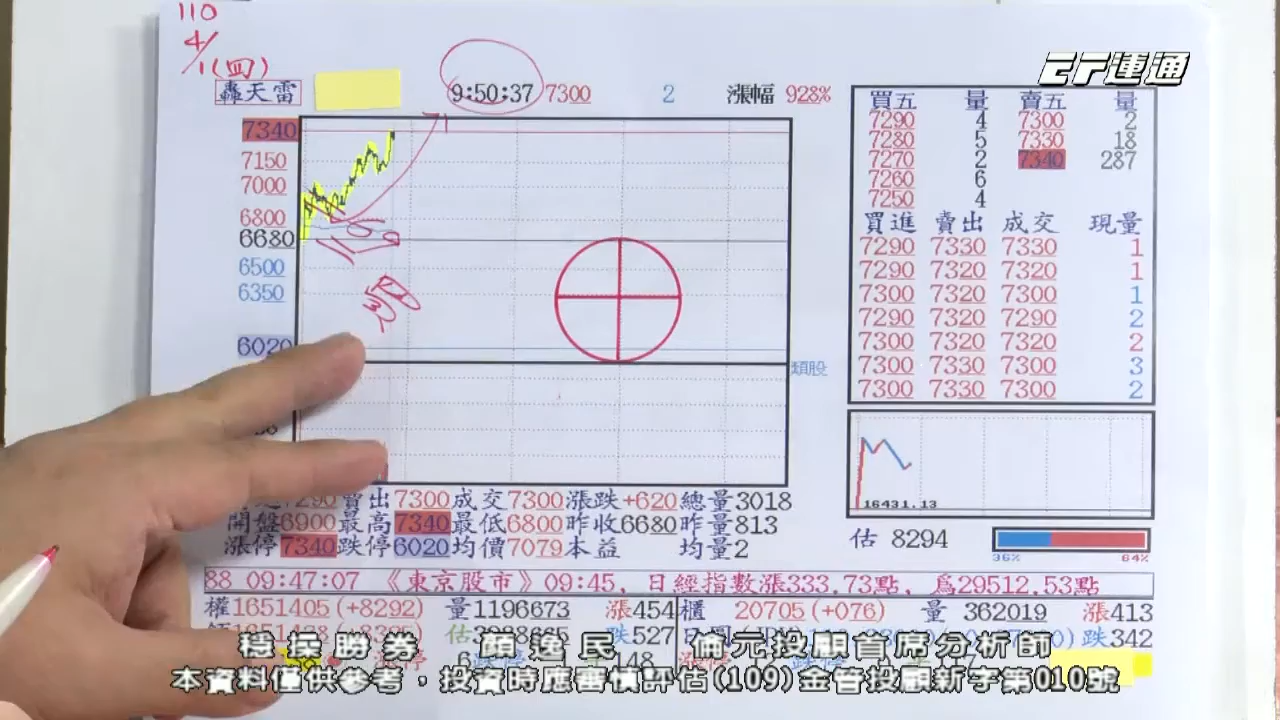 110
4/1(四)
轟天雷 9:50:37 7300 2 漲幅 928%
EF運通
7340
7150
7000
6800
6680
6500
6350
6020
類股
買五 量 賣五 量
7290 4 7300 2
7280 5 7330 18
7270 2 7340 287
7260 6
7250 4
買進 賣出 成交 現量
7290 7330 7330 1
7290 7320 7320 1
7300 7320 7300 1
7290 7320 7320 2
7300 7320 7320 2
7300 7330 7300 3
7300 7330 7300 2
16431.13
估 8294
36% 64%
7290賣出7300成交7300漲跌+620總量3018
開盤6900最高7340最低6800昨收6680昨量813
漲停7340跌停6020均價7079本益 均量2
88 09:47:07 《東京股市》09:45, 日經指數漲333.73點, 為29512.53點
權1651405(+8292) 量1196673 漲454 櫃 20705(+076) 量 362019 漲413
跌527 跌342
穩操勝券 顏逸民 倫元投顧首席分析師
本資料僅供參考,投資時應審慎評估(109)金管投顧新字第010號